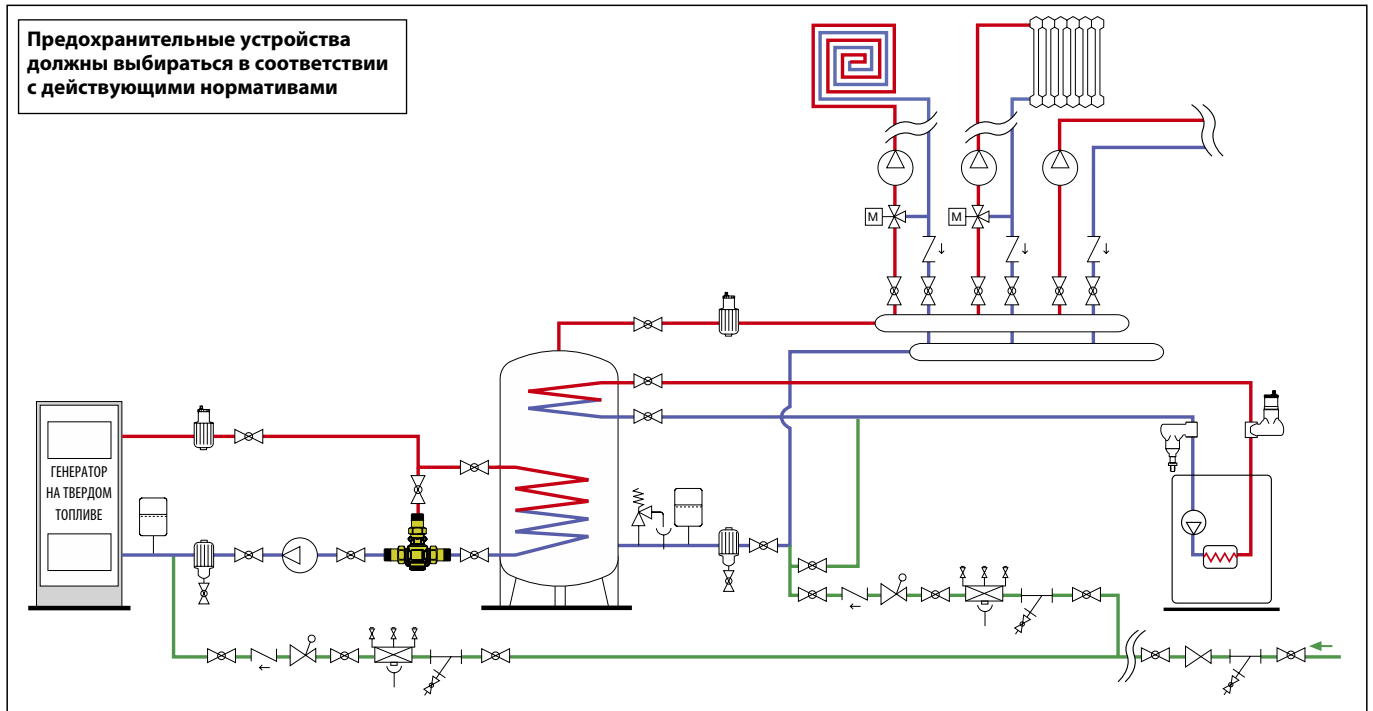 Предохранительные устройства
должны выбираться в соответствии
с действующими нормативами
M
M
ГЕНЕРАТОР
НА ТВЕРДОМ
ТОПЛИВЕ